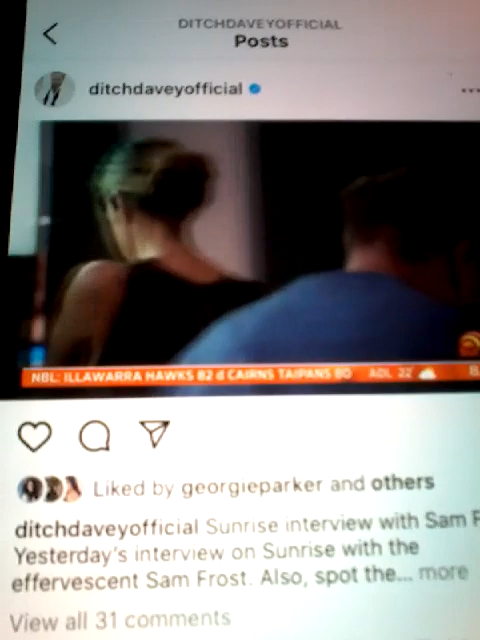 DITCHDAVEYOFFICIAL
Posts
ditchdaveyofficial
NBL: ILLAWARRA HAWKS 82 d CAIRNS TAIPANS 80 ADL 22
Liked by georgieparker and others
ditchdaveyofficial Sunrise interview with Sam F
Yesterday's interview on Sunrise with the
effervescent Sam Frost. Also, spot the... more
View all 31 comments